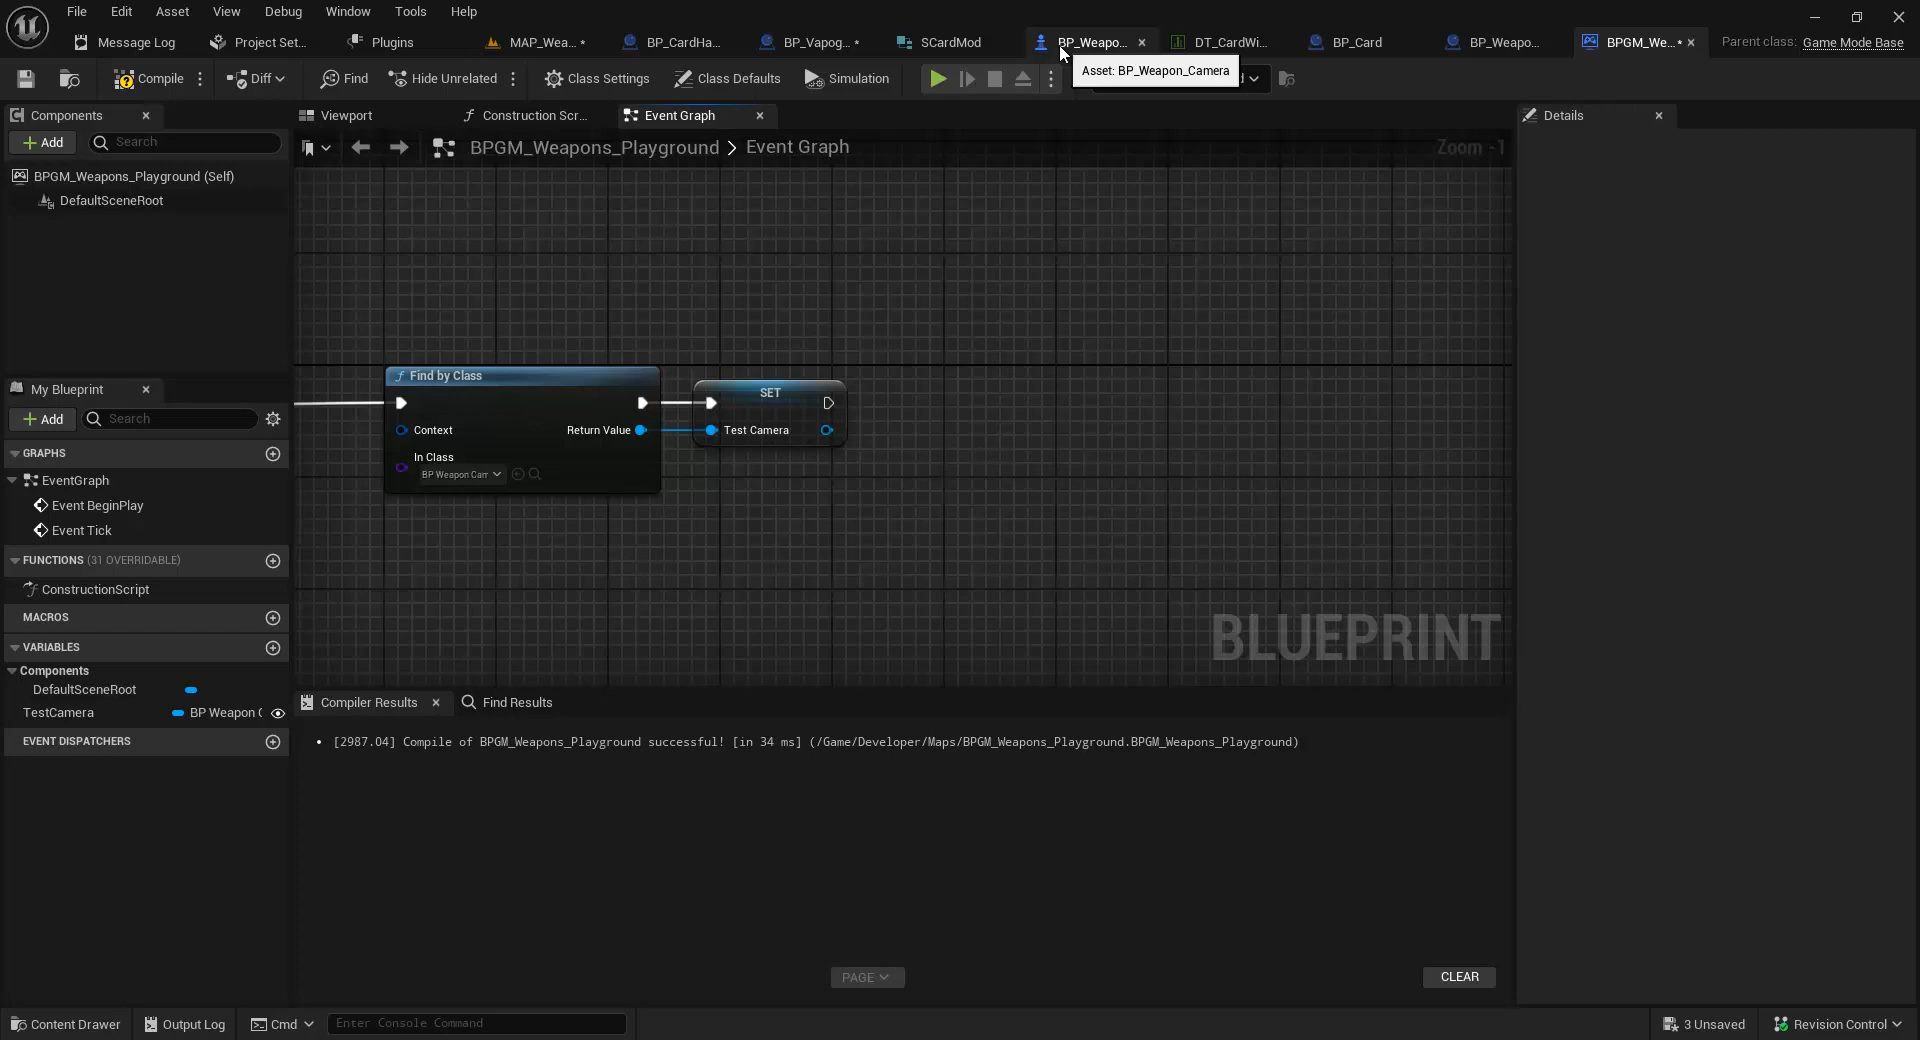 File Edit Asset View Debug Window Tools Help
Message Log Project Set... Plugins MAP_Wea... * BP_CardHa... BP_Vapog... * SCardMod BP_Weapo... DT_CardWi... BP_Card BP_Weapo... BPGM_We... * Parent class: Game Mode Base
Asset: BP_Weapon_Camera
Compile Diff Find Hide Unrelated Class Settings Class Defaults Simulation
Components Viewport Construction Scr... Event Graph Details
Add Search
BPGM_Weapons_Playground > Event Graph Zoom -1
BPGM_Weapons_Playground (Self)
DefaultSceneRoot
Find by Class
SET
My Blueprint
Add Search
Context Return Value Test Camera
In Class
BP Weapon Cam
GRAPHS
EventGraph
Event BeginPlay
Event Tick
FUNCTIONS (31 OVERRIDABLE)
ConstructionScript
MACROS
BLUEPRINT
VARIABLES
Components
DefaultSceneRoot
TestCamera BP Weapon C
EVENT DISPATCHERS
Compiler Results Find Results
[2987.04] Compile of BPGM_Weapons_Playground successful! [in 34 ms] (/Game/Developer/Maps/BPGM_Weapons_Playground.BPGM_Weapons_Playground)
PAGE CLEAR
Content Drawer Output Log Cmd Enter Console Command 3 Unsaved Revision Control